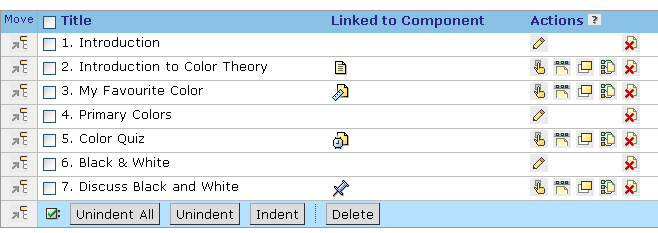 Move Title Linked to Component Actions ?
1. Introduction
2. Introduction to Color Theory
3. My Favourite Color
4. Primary Colors
5. Color Quiz
6. Black & White
7. Discuss Black and White
Unindent All Unindent Indent Delete